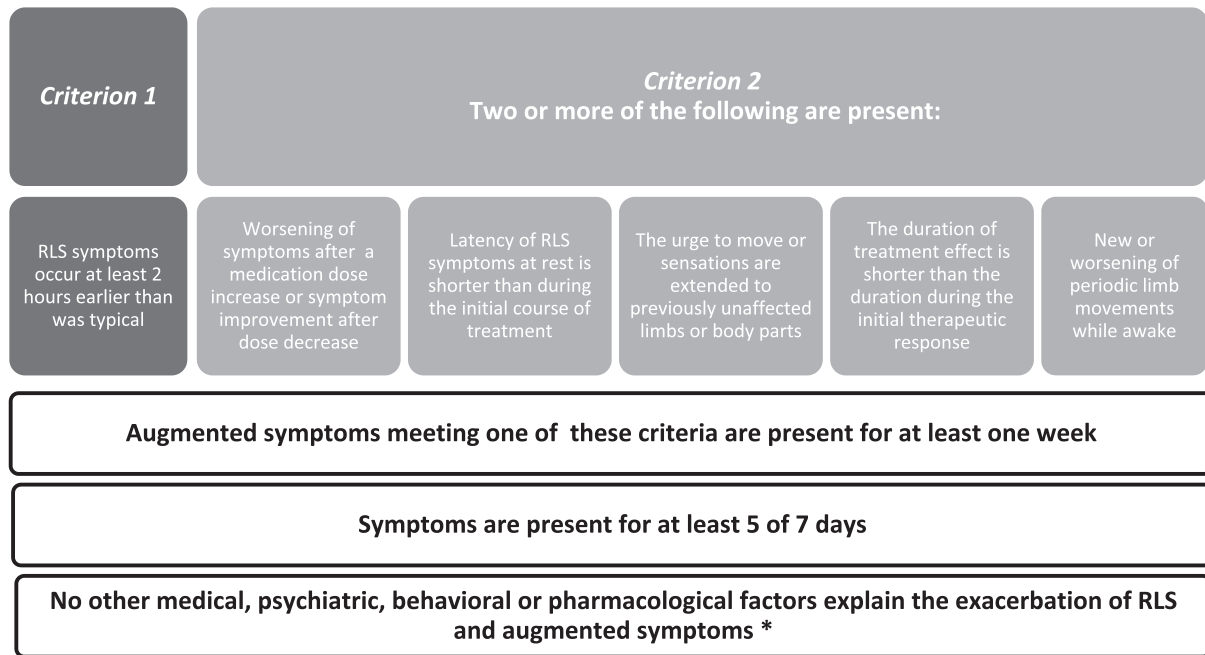 Criterion 1
Criterion 2
Two or more of the following are present:
RLS symptoms
occur at least 2
hours earlier than
was typical
Worsening of
symptoms after a
medication dose
increase or symptom
improvement after
dose decrease
Latency of RLS
symptoms at rest is
shorter than during
the initial course of
treatment
The urge to move or
sensations are
extended to
previously unaffected
limbs or body parts
The duration of
treatment effect is
shorter than the
duration during the
initial therapeutic
response
New or
worsening of
periodic limb
movements
while awake
Augmented symptoms meeting one of these criteria are present for at least one week
Symptoms are present for at least 5 of 7 days
No other medical, psychiatric, behavioral or pharmacological factors explain the exacerbation of RLS
and augmented symptoms *